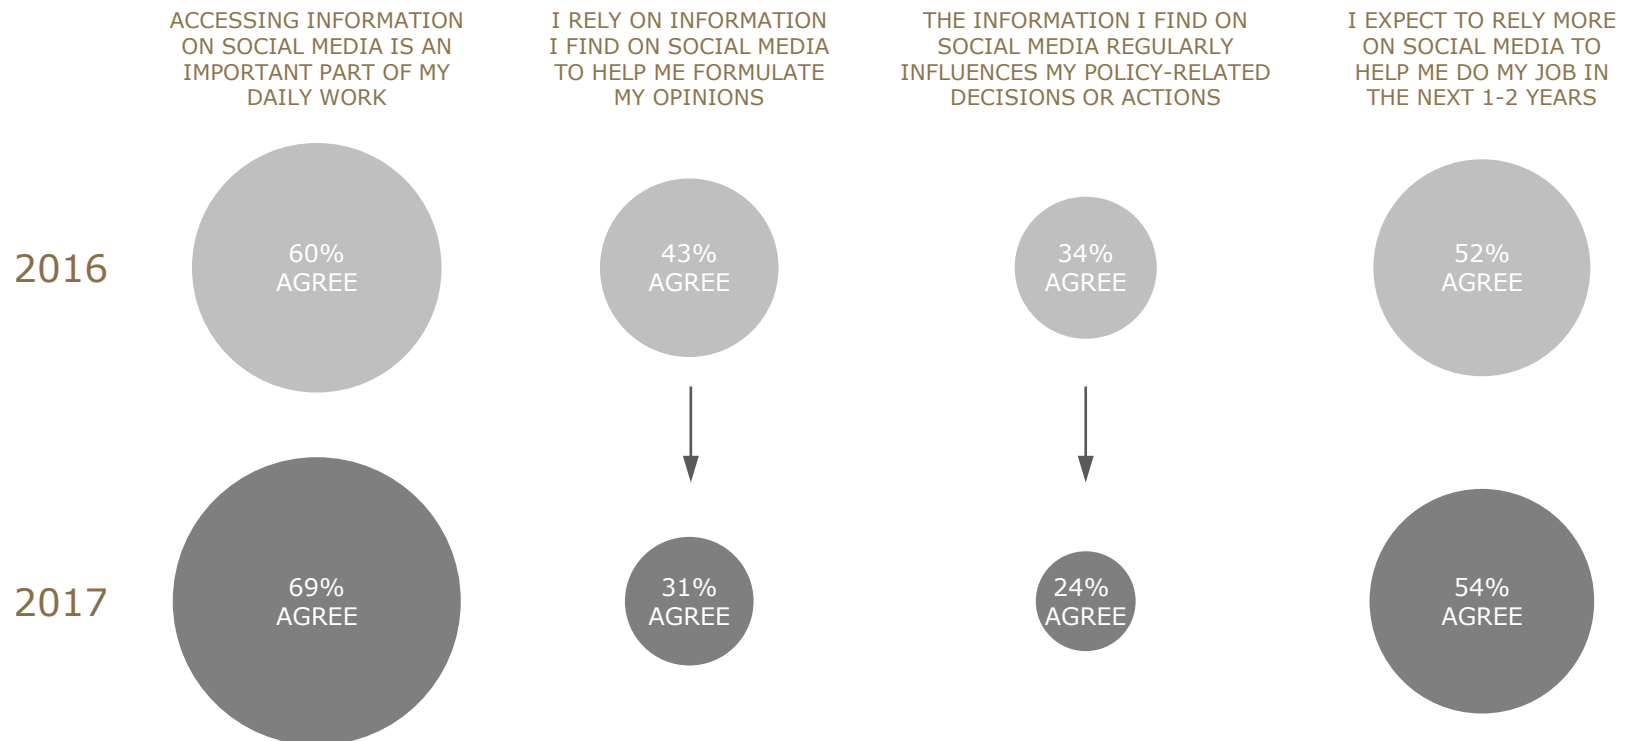 ACCESSING INFORMATION
ON SOCIAL MEDIA IS AN
IMPORTANT PART OF MY
DAILY WORK
I RELY ON INFORMATION
I FIND ON SOCIAL MEDIA
TO HELP ME FORMULATE
MY OPINIONS
THE INFORMATION I FIND ON
SOCIAL MEDIA REGULARLY
INFLUENCES MY POLICY-RELATED
DECISIONS OR ACTIONS
I EXPECT TO RELY MORE
ON SOCIAL MEDIA TO
HELP ME DO MY JOB IN
THE NEXT 1-2 YEARS
2016
60%
AGREE
43%
AGREE
34%
AGREE
52%
AGREE
2017
69%
AGREE
31%
AGREE
24%
AGREE
54%
AGREE